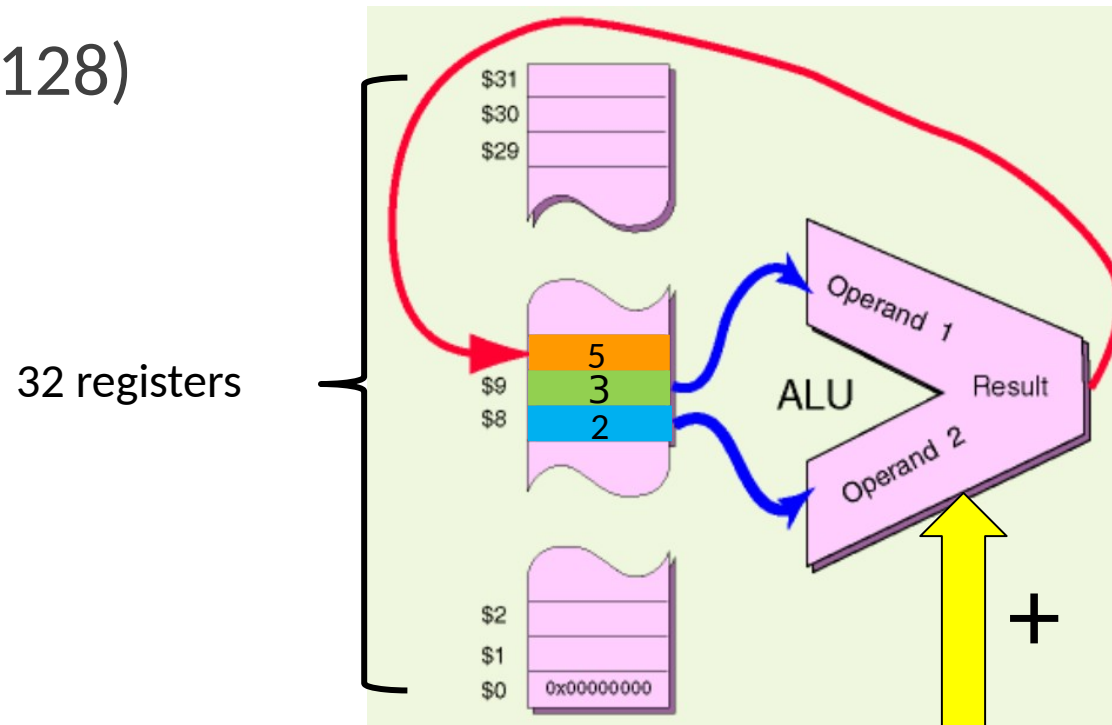 128)
32 registers
$31
$30
$29
5
$9
3
$8
2
$2
$1
$0
0x00000000
Operand 1
ALU
Result
Operand 2
+